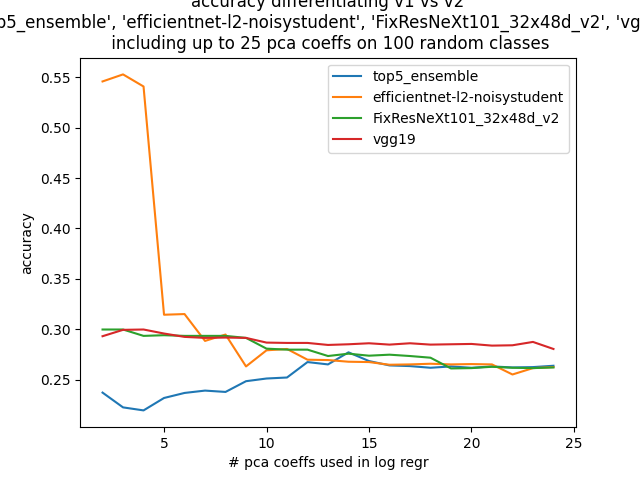 accuracy differentiating v1 vs v2
p5_ensemble', 'efficientnet-l2-noisystudent', 'FixResNeXt101_32x48d_v2', 'vg
including up to 25 pca coeffs on 100 random classes
top5_ensemble
efficientnet-l2-noisystudent
FixResNeXt101_32x48d_v2
vgg19
0.55
0.50
0.45
0.40
0.35
0.30
0.25
accuracy
5
10
15
20
25
# pca coeffs used in log regr